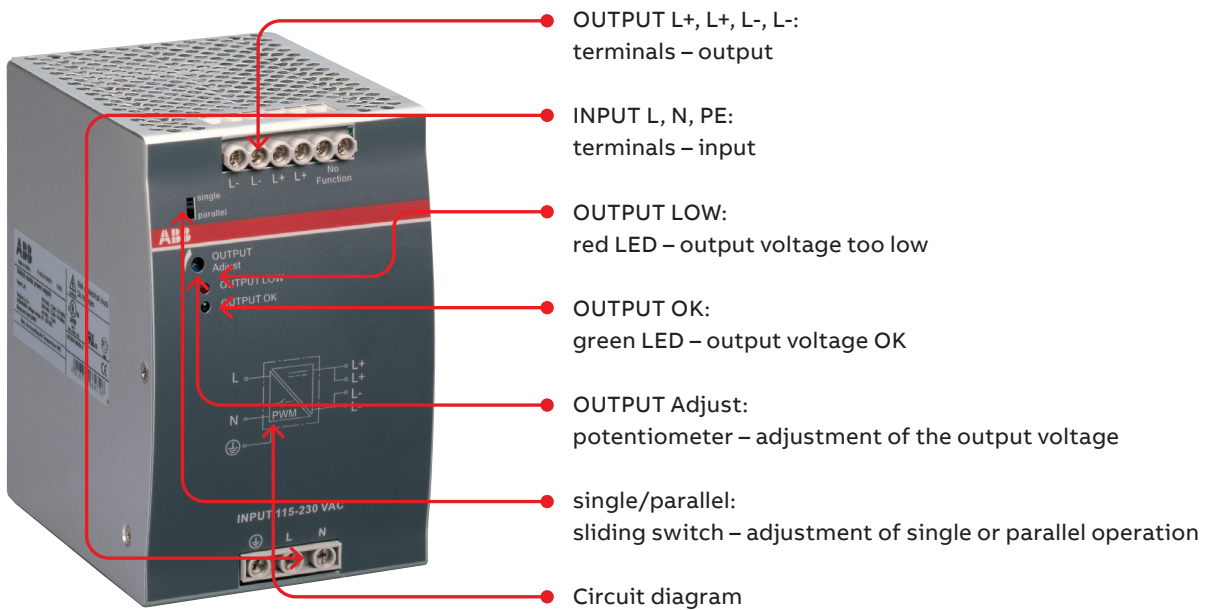 OUTPUT L+, L+, L-, L-:
terminals – output
INPUT L, N, PE:
terminals – input
OUTPUT LOW:
red LED – output voltage too low
OUTPUT OK:
green LED – output voltage OK
OUTPUT Adjust:
potentiometer – adjustment of the output voltage
single/parallel:
sliding switch – adjustment of single or parallel operation
Circuit diagram
L- L- L+ L+ No
Function
single
parallel
ABB
OUTPUT
Adjust
OUTPUT LOW
OUTPUT OK
L
N
PWM
L+
L+
L-
L-
INPUT 115-230 VAC
L N
ABB